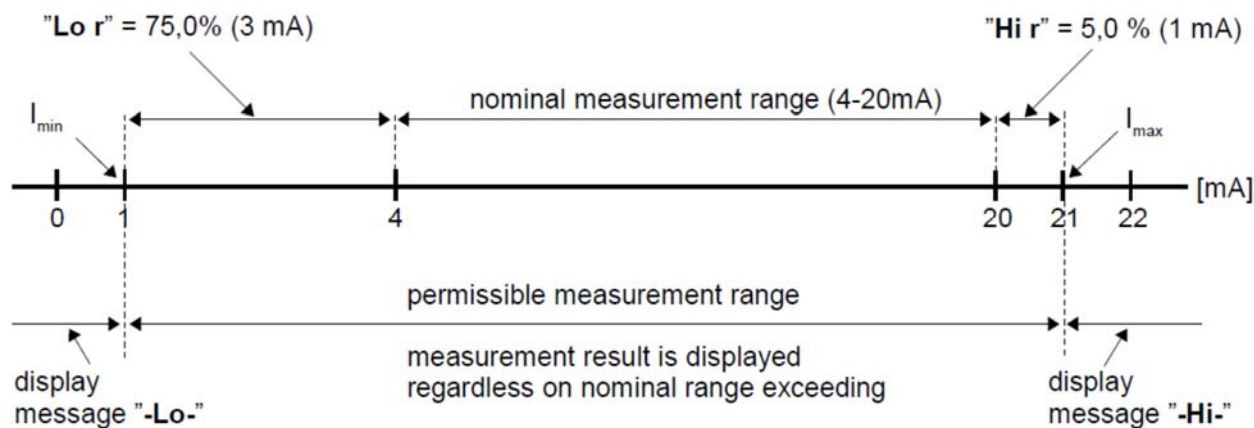 "Lo r" = 75,0% (3 mA)
"Hi r" = 5,0 % (1 mA)
nominal measurement range (4-20mA)
I min
I max
0 1 4 20 21 22 [mA]
permissible measurement range
measurement result is displayed
regardless on nominal range exceeding
display
message "-Lo-"
display
message "-Hi-"